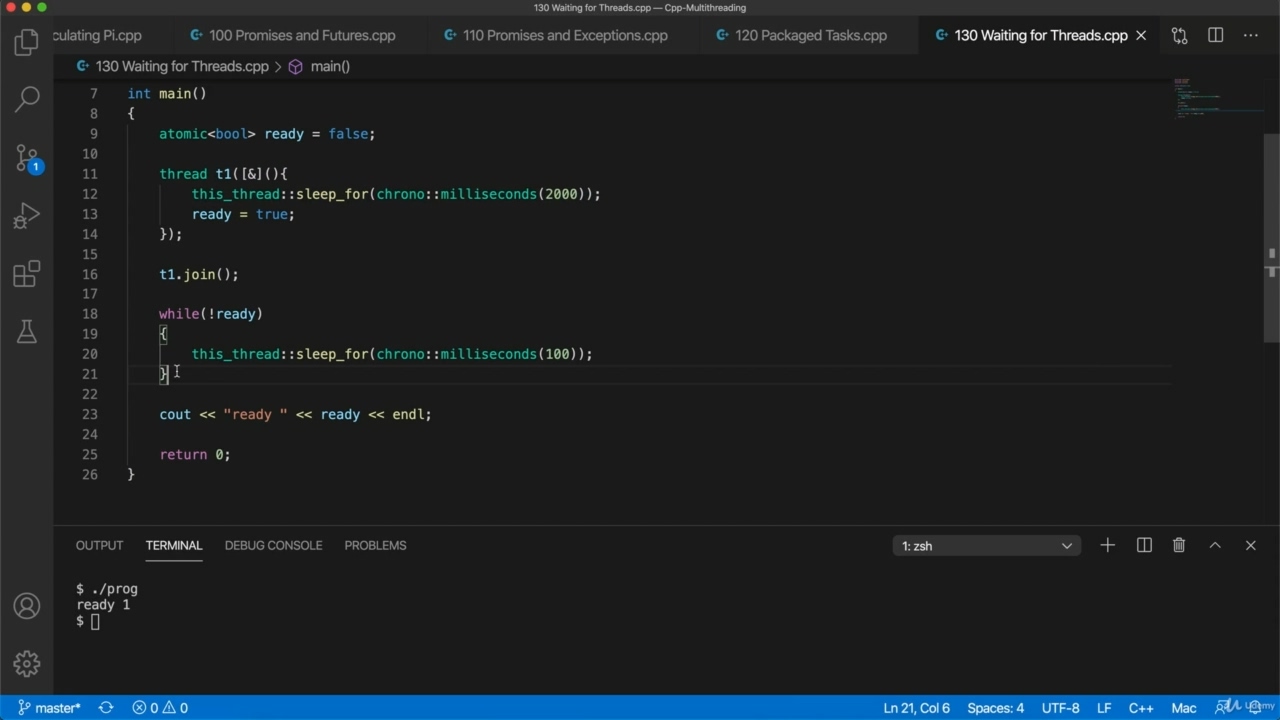 130 Waiting for Threads.cpp — Cpp-Multithreading
culating Pi.cpp
100 Promises and Futures.cpp
110 Promises and Exceptions.cpp
120 Packaged Tasks.cpp
130 Waiting for Threads.cpp
130 Waiting for Threads.cpp > main()
7 int main()
8 {
9 atomic<bool> ready = false;
10
11 thread t1([&](){
12 this_thread::sleep_for(chrono::milliseconds(2000));
13 ready = true;
14 });
15
16 t1.join();
17
18 while(!ready)
19 {
20 this_thread::sleep_for(chrono::milliseconds(100));
21 }
22
23 cout << "ready " << ready << endl;
24
25 return 0;
26 }
1
OUTPUT TERMINAL DEBUG CONSOLE PROBLEMS 1: zsh
$ ./prog
ready 1
$
master* 0 0 Ln 21, Col 6 Spaces: 4 UTF-8 LF C++ Mac
Udemy